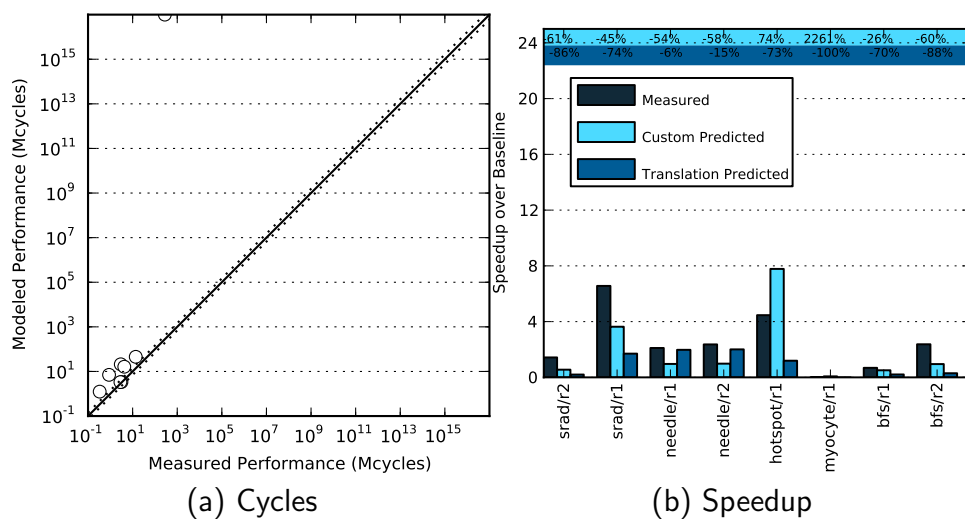 Modeled Performance (Mcycles)
10^15
10^13
10^11
10^9
10^7
10^5
10^3
10^1
10^-1
10^-1 10^1 10^3 10^5 10^7 10^9 10^11 10^13 10^15
Measured Performance (Mcycles)
(a) Cycles
Speedup over Baseline
24
20
16
12
8
4
0
-61% -45% -54% -58% 74% 2261% -26% -60%
-86% -74% -6% -15% -73% -100% -70% -88%
Measured
Custom Predicted
Translation Predicted
srad/r2
srad/r1
needle/r1
needle/r2
hotspot/r1
myocyte/r1
bfs/r1
bfs/r2
(b) Speedup